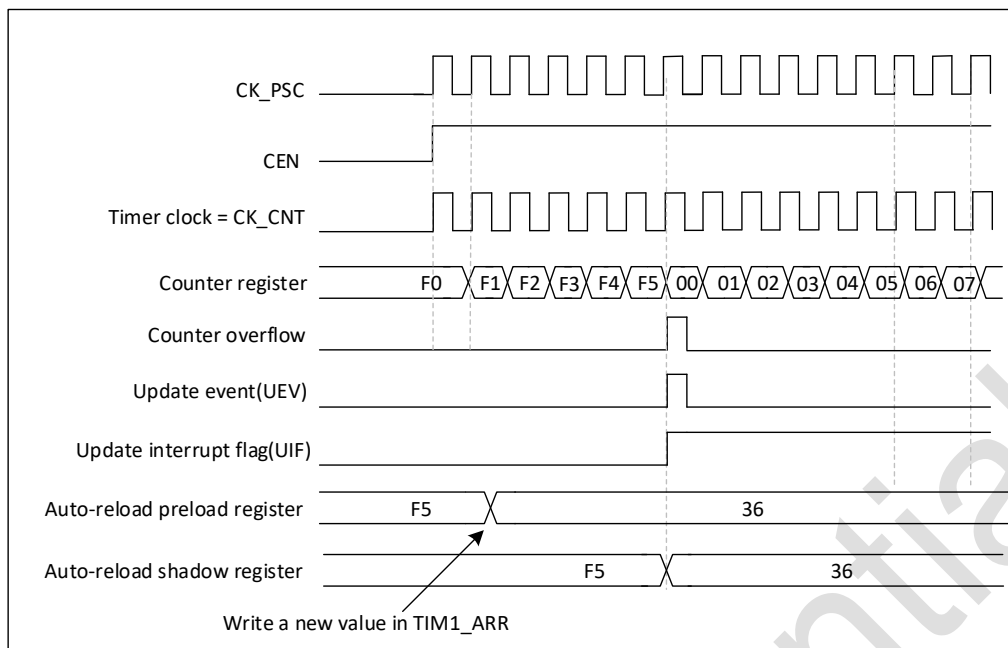 CK_PSC
CEN
Timer clock = CK_CNT
Counter register F0 F1 F2 F3 F4 F5 00 01 02 03 04 05 06 07
Counter overflow
Update event(UEV)
Update interrupt flag(UIF)
Auto-reload preload register F5 36
Auto-reload shadow register F5 36
Write a new value in TIM1_ARR